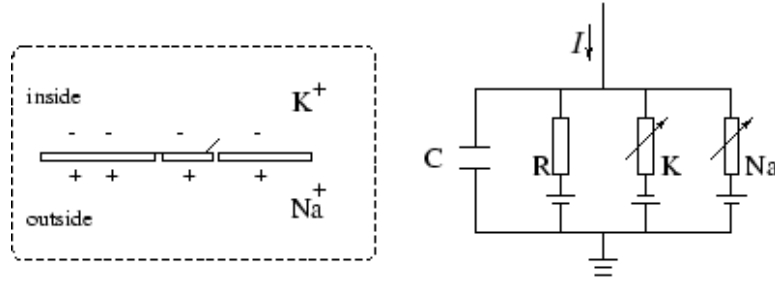 inside
K+
- - - -
+ + + +
Na+
outside
I
C
R
K
Na